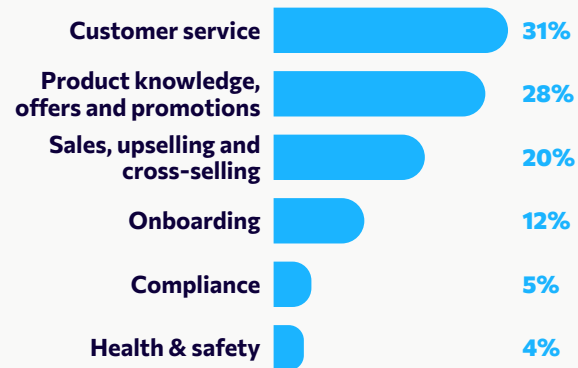 Customer service 31%
Product knowledge,
offers and promotions 28%
Sales, upselling and
cross-selling 20%
Onboarding 12%
Compliance 5%
Health & safety 4%